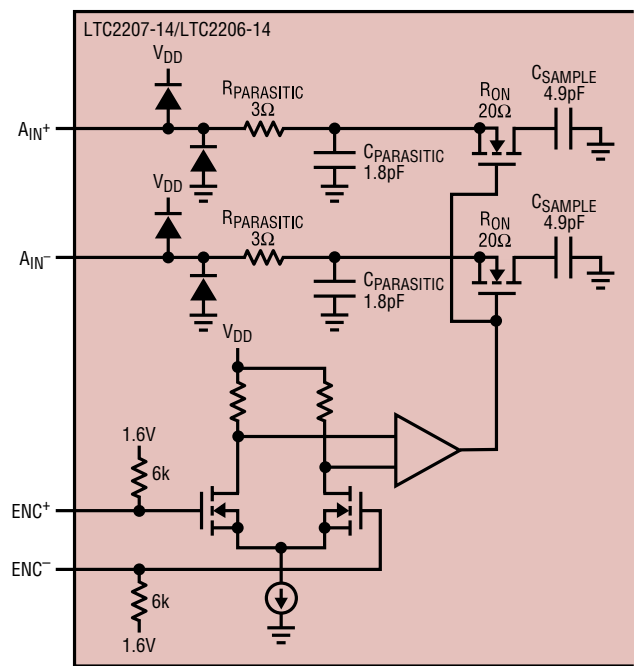 LTC2207-14/LTC2206-14
VDD
RPARASITIC
3Ω
RON
20Ω
CSAMPLE
4.9pF
AIN+
CPARASITIC
1.8pF
VDD
RPARASITIC
3Ω
RON
20Ω
CSAMPLE
4.9pF
AIN–
CPARASITIC
1.8pF
VDD
1.6V
6k
ENC+
ENC–
6k
1.6V